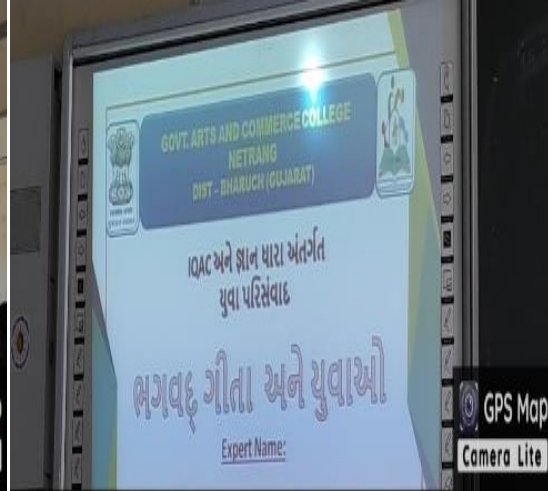 GOVT. ARTS AND COMMERCE COLLEGE
NETRANG
DIST - BHARUCH (GUJARAT)
IQAC અને જ્ઞાન ધારા અંતર્ગત
યુવા પરિસંવાદ
ભગવદ્ ગીતા અને યુવાઓ
Expert Name:
GPS Map
Camera Lite